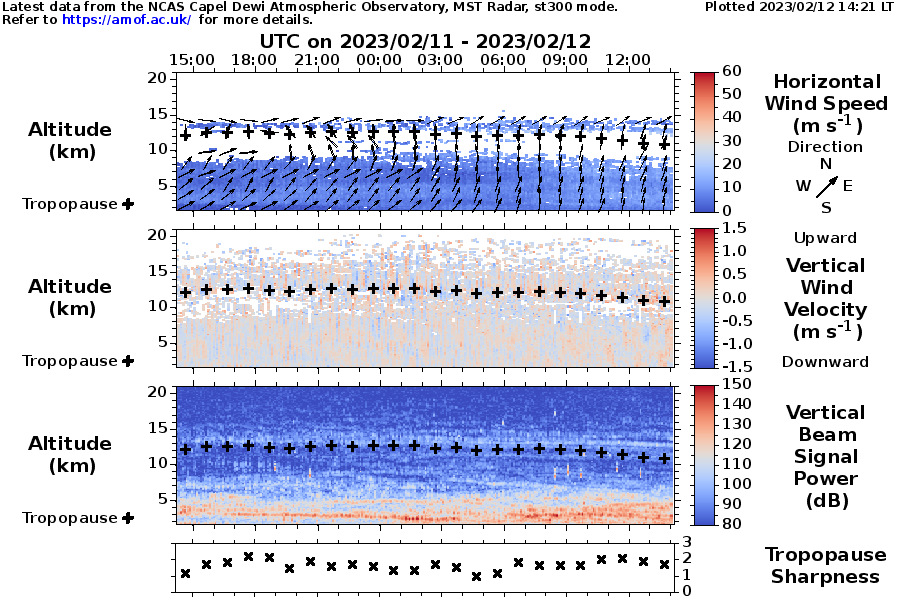 Latest data from the NCAS Capel Dewi Atmospheric Observatory, MST Radar, st300 mode.
Plotted 2023/02/12 14:21 LT
Refer to https://amof.ac.uk/ for more details.
UTC on 2023/02/11 - 2023/02/12
15:00 18:00 21:00 00:00 03:00 06:00 09:00 12:00
20
15
10
5
Altitude
(km)
Tropopause
60
50
40
30
20
10
0
Horizontal
Wind Speed
(m s-1)
Direction
N
W E
S
20
15
10
5
Altitude
(km)
Tropopause
1.5
1.0
0.5
0.0
-0.5
-1.0
-1.5
Upward
Vertical
Wind
Velocity
(m s-1)
Downward
20
15
10
5
Altitude
(km)
Tropopause
150
140
130
120
110
100
90
80
Vertical
Beam
Signal
Power
(dB)
3
2
1
0
Tropopause
Sharpness